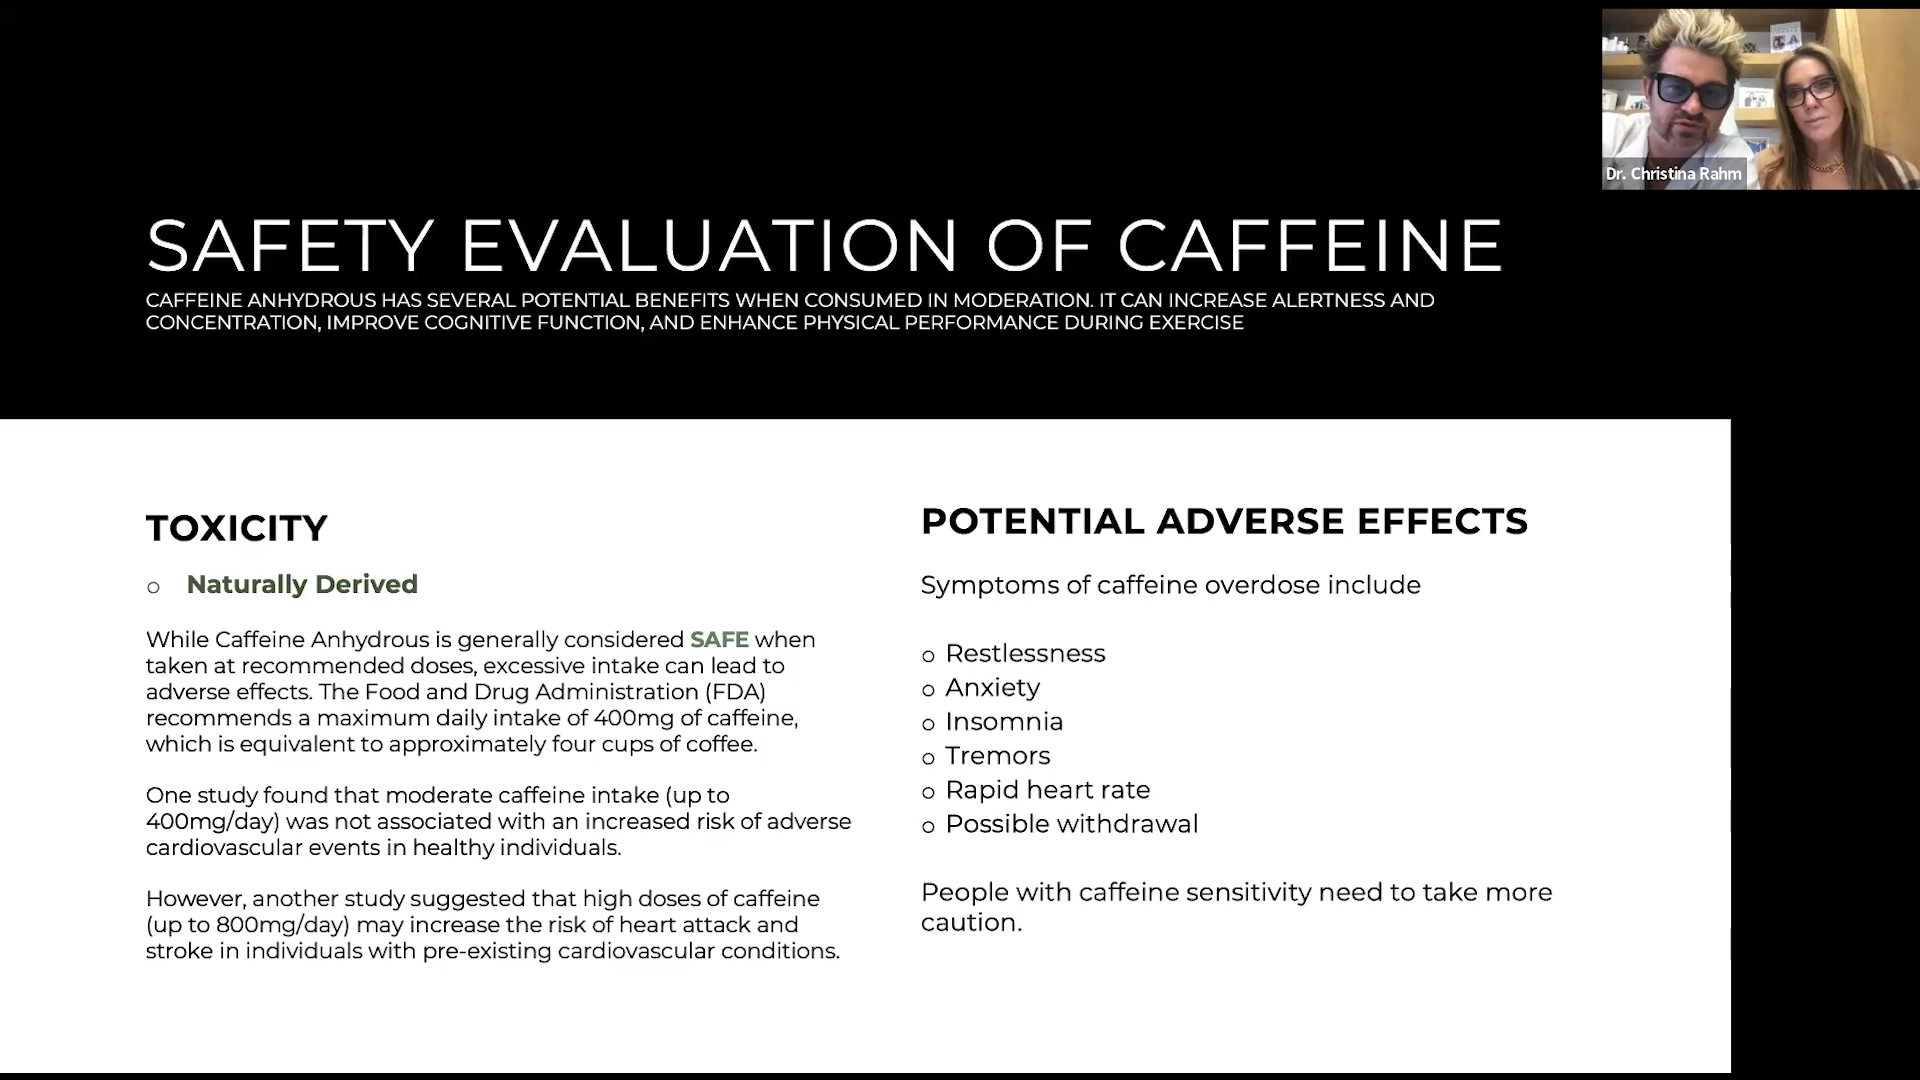 Dr. Christina Rahm
SAFETY EVALUATION OF CAFFEINE
CAFFEINE ANHYDROUS HAS SEVERAL POTENTIAL BENEFITS WHEN CONSUMED IN MODERATION. IT CAN INCREASE ALERTNESS AND
CONCENTRATION, IMPROVE COGNITIVE FUNCTION, AND ENHANCE PHYSICAL PERFORMANCE DURING EXERCISE
TOXICITY
o Naturally Derived
While Caffeine Anhydrous is generally considered SAFE when
taken at recommended doses, excessive intake can lead to
adverse effects. The Food and Drug Administration (FDA)
recommends a maximum daily intake of 400mg of caffeine,
which is equivalent to approximately four cups of coffee.
One study found that moderate caffeine intake (up to
400mg/day) was not associated with an increased risk of adverse
cardiovascular events in healthy individuals.
However, another study suggested that high doses of caffeine
(up to 800mg/day) may increase the risk of heart attack and
stroke in individuals with pre-existing cardiovascular conditions.
POTENTIAL ADVERSE EFFECTS
Symptoms of caffeine overdose include
o Restlessness
o Anxiety
o Insomnia
o Tremors
o Rapid heart rate
o Possible withdrawal
People with caffeine sensitivity need to take more
caution.